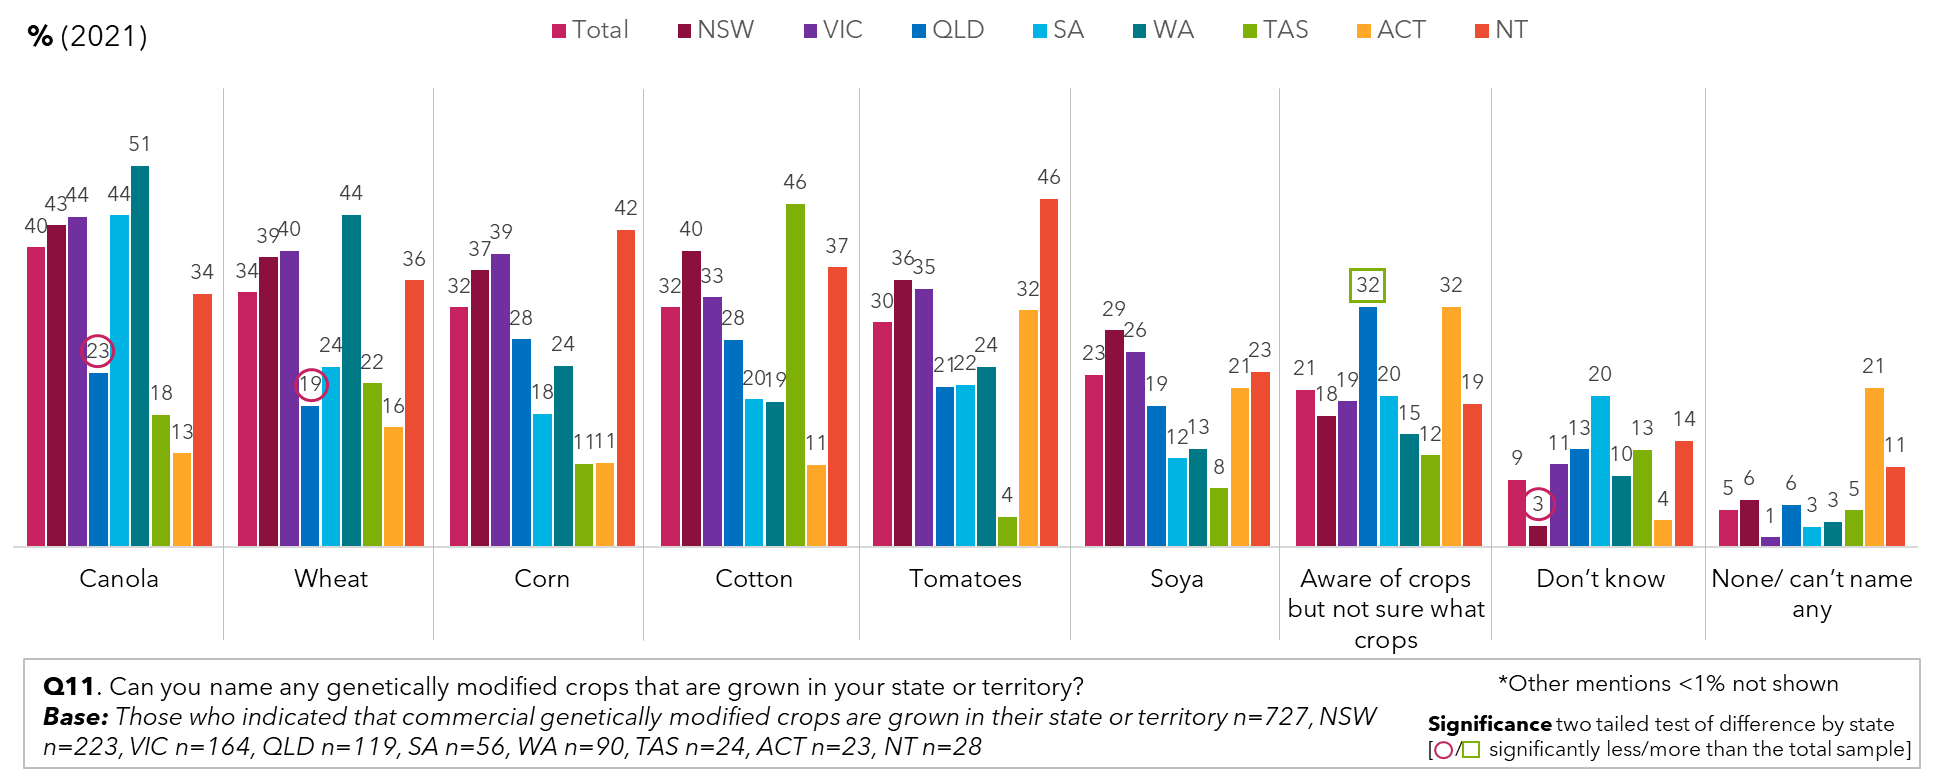 % (2021)
Total NSW VIC QLD SA WA TAS ACT NT
40 43 44 23 44 51 18 13 34
34 39 40 19 24 44 22 16 36
32 37 39 28 18 24 11 11 42
32 40 33 28 20 19 46 11 37
30 36 35 21 22 24 4 32 46
23 29 26 19 12 13 8 21 23
21 18 19 32 20 15 12 32 19
9 3 11 13 20 10 13 4 14
5 6 1 6 3 3 5 21 11
Canola
Wheat
Corn
Cotton
Tomatoes
Soya
Aware of crops
but not sure what
crops
Don’t know
None/ can’t name
any
Q11. Can you name any genetically modified crops that are grown in your state or territory?
Base: Those who indicated that commercial genetically modified crops are grown in their state or territory n=727, NSW
n=223, VIC n=164, QLD n=119, SA n=56, WA n=90, TAS n=24, ACT n=23, NT n=28
*Other mentions <1% not shown
Significance two tailed test of difference by state
[○/□ significantly less/more than the total sample]